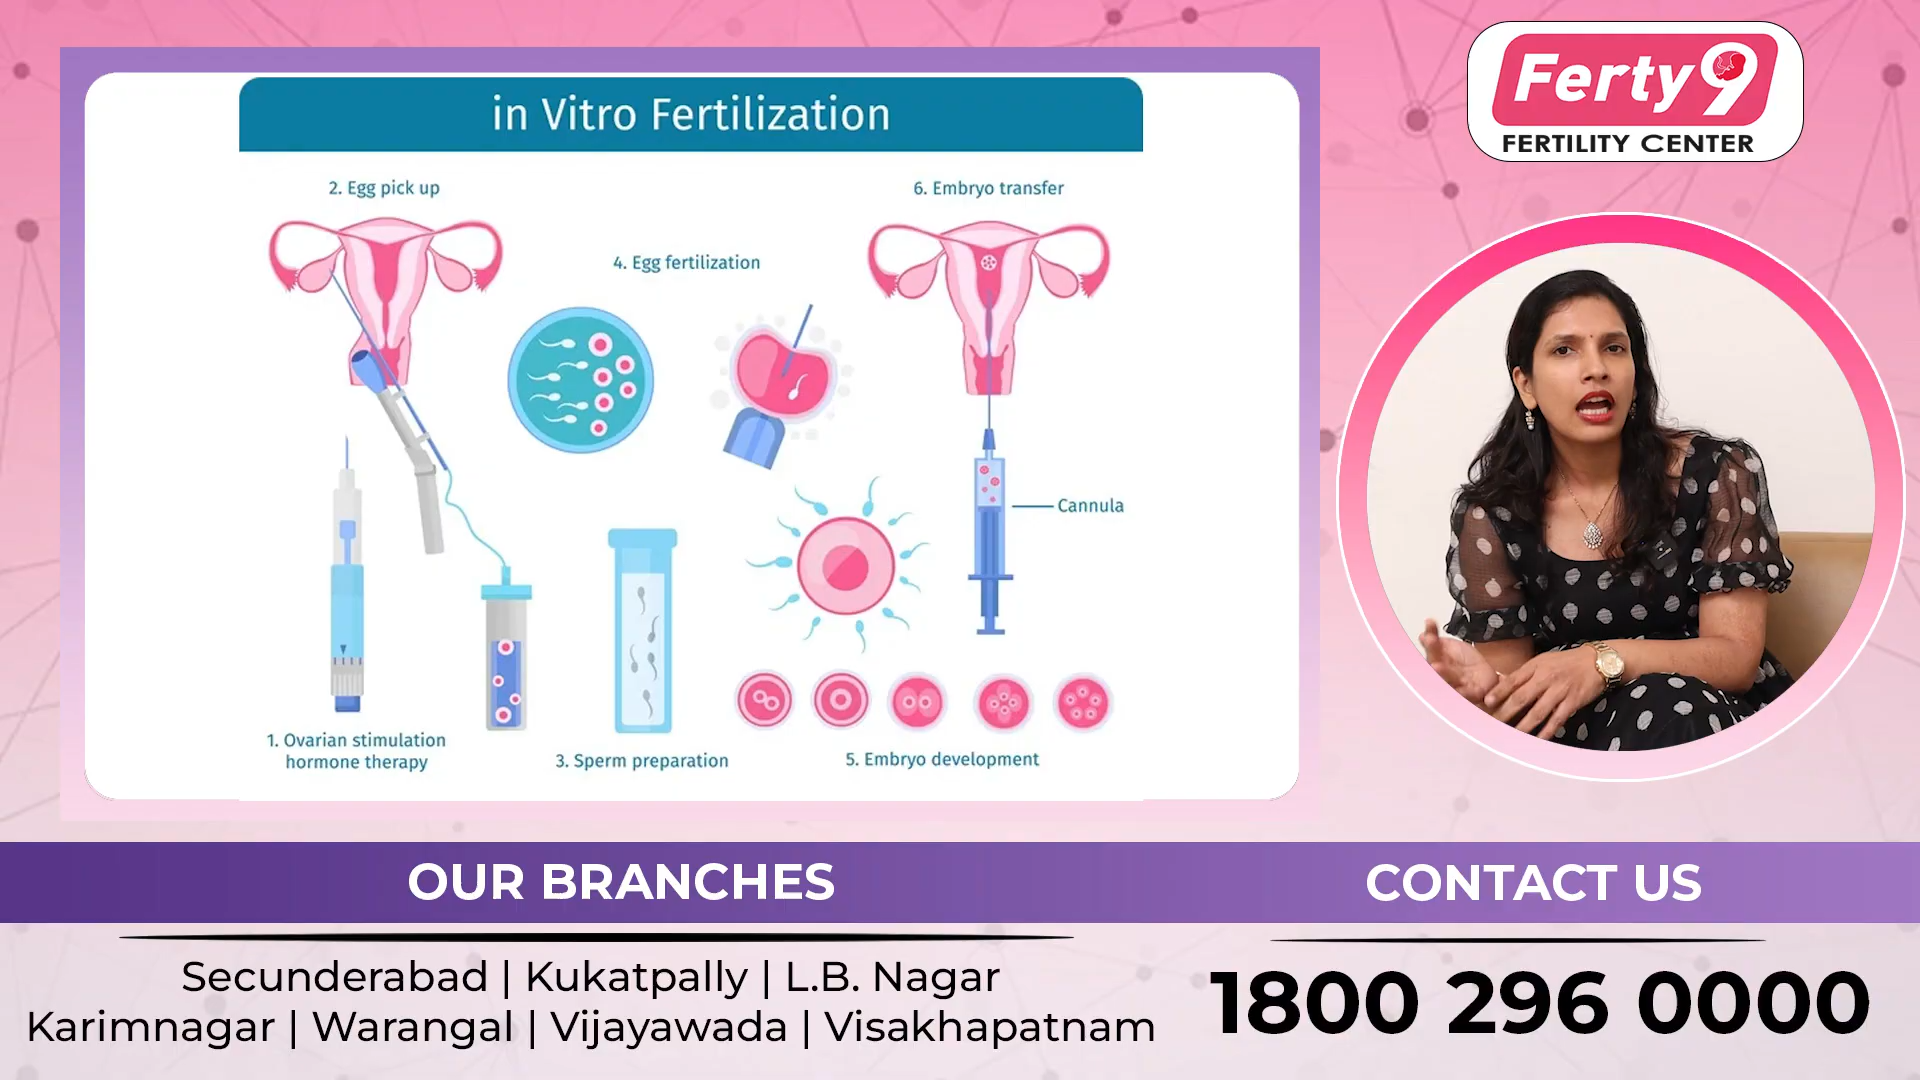 in Vitro Fertilization
2. Egg pick up
6. Embryo transfer
4. Egg fertilization
Cannula
1. Ovarian stimulation
hormone therapy
3. Sperm preparation
5. Embryo development
Ferty9
FERTILITY CENTER
OUR BRANCHES
Secunderabad | Kukatpally | L.B. Nagar
Karimnagar | Warangal | Vijayawada | Visakhapatnam
CONTACT US
1800 296 0000